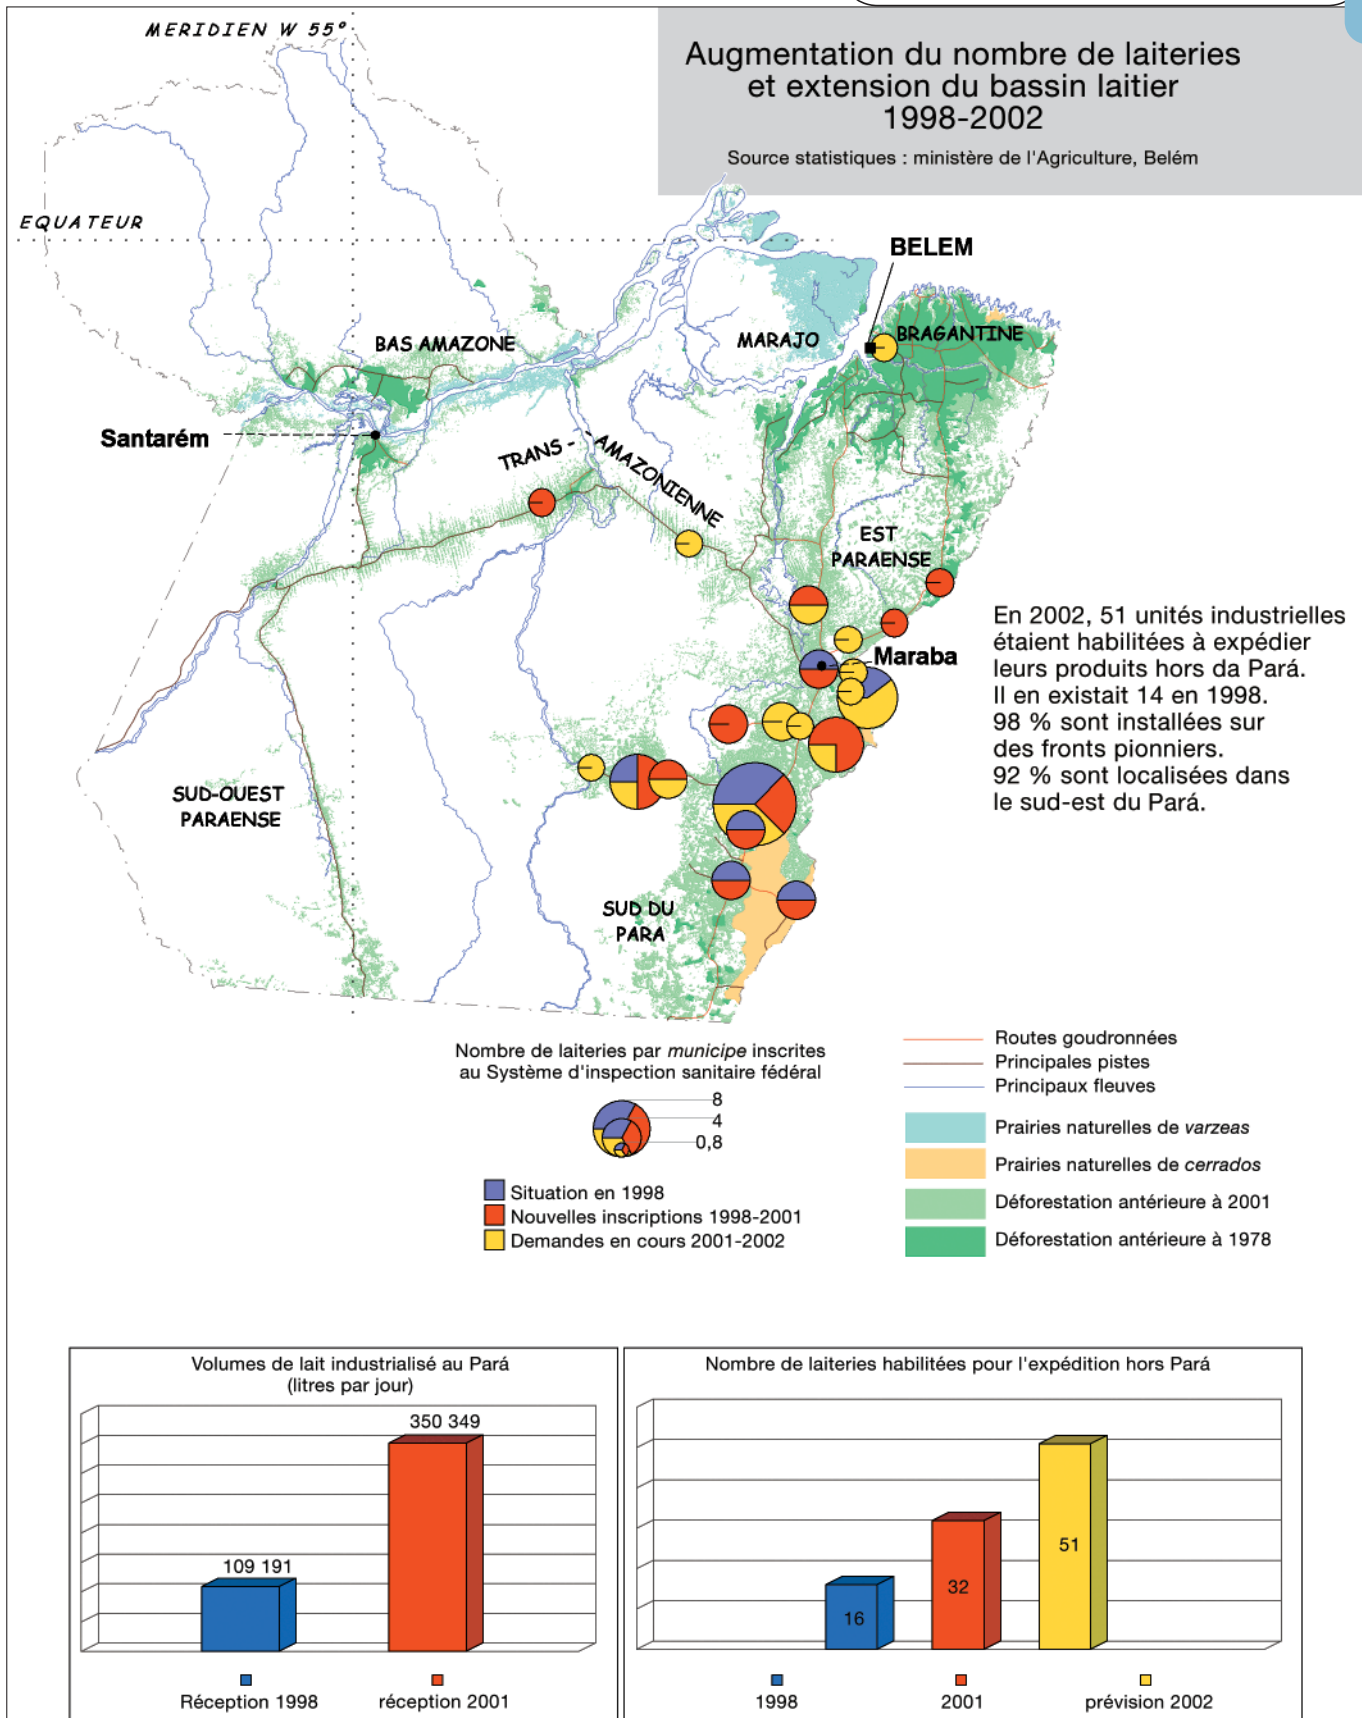 MERIDIEN W 55°
Augmentation du nombre de laiteries
et extension du bassin laitier
1998-2002
Source statistiques : ministère de l'Agriculture, Belém
EQUATEUR
BELEM
BAS AMAZONE
MARAJO
BRAGANTINE
Santarém
TRANS -
- AMAZONIENNE
EST
PARAENSE
Maraba
En 2002, 51 unités industrielles
étaient habilitées à expédier
leurs produits hors da Pará.
Il en existait 14 en 1998.
98 % sont installées sur
des fronts pionniers.
92 % sont localisées dans
le sud-est du Pará.
SUD-OUEST
PARAENSE
SUD DU
PARA
Nombre de laiteries par municipe inscrites
au Système d'inspection sanitaire fédéral
8
4
0,8
Situation en 1998
Nouvelles inscriptions 1998-2001
Demandes en cours 2001-2002
Routes goudronnées
Principales pistes
Principaux fleuves
Prairies naturelles de varzeas
Prairies naturelles de cerrados
Déforestation antérieure à 2001
Déforestation antérieure à 1978
Volumes de lait industrialisé au Pará
(litres par jour)
350 349
109 191
Réception 1998
réception 2001
Nombre de laiteries habilitées pour l'expédition hors Pará
16
32
51
1998
2001
prévision 2002